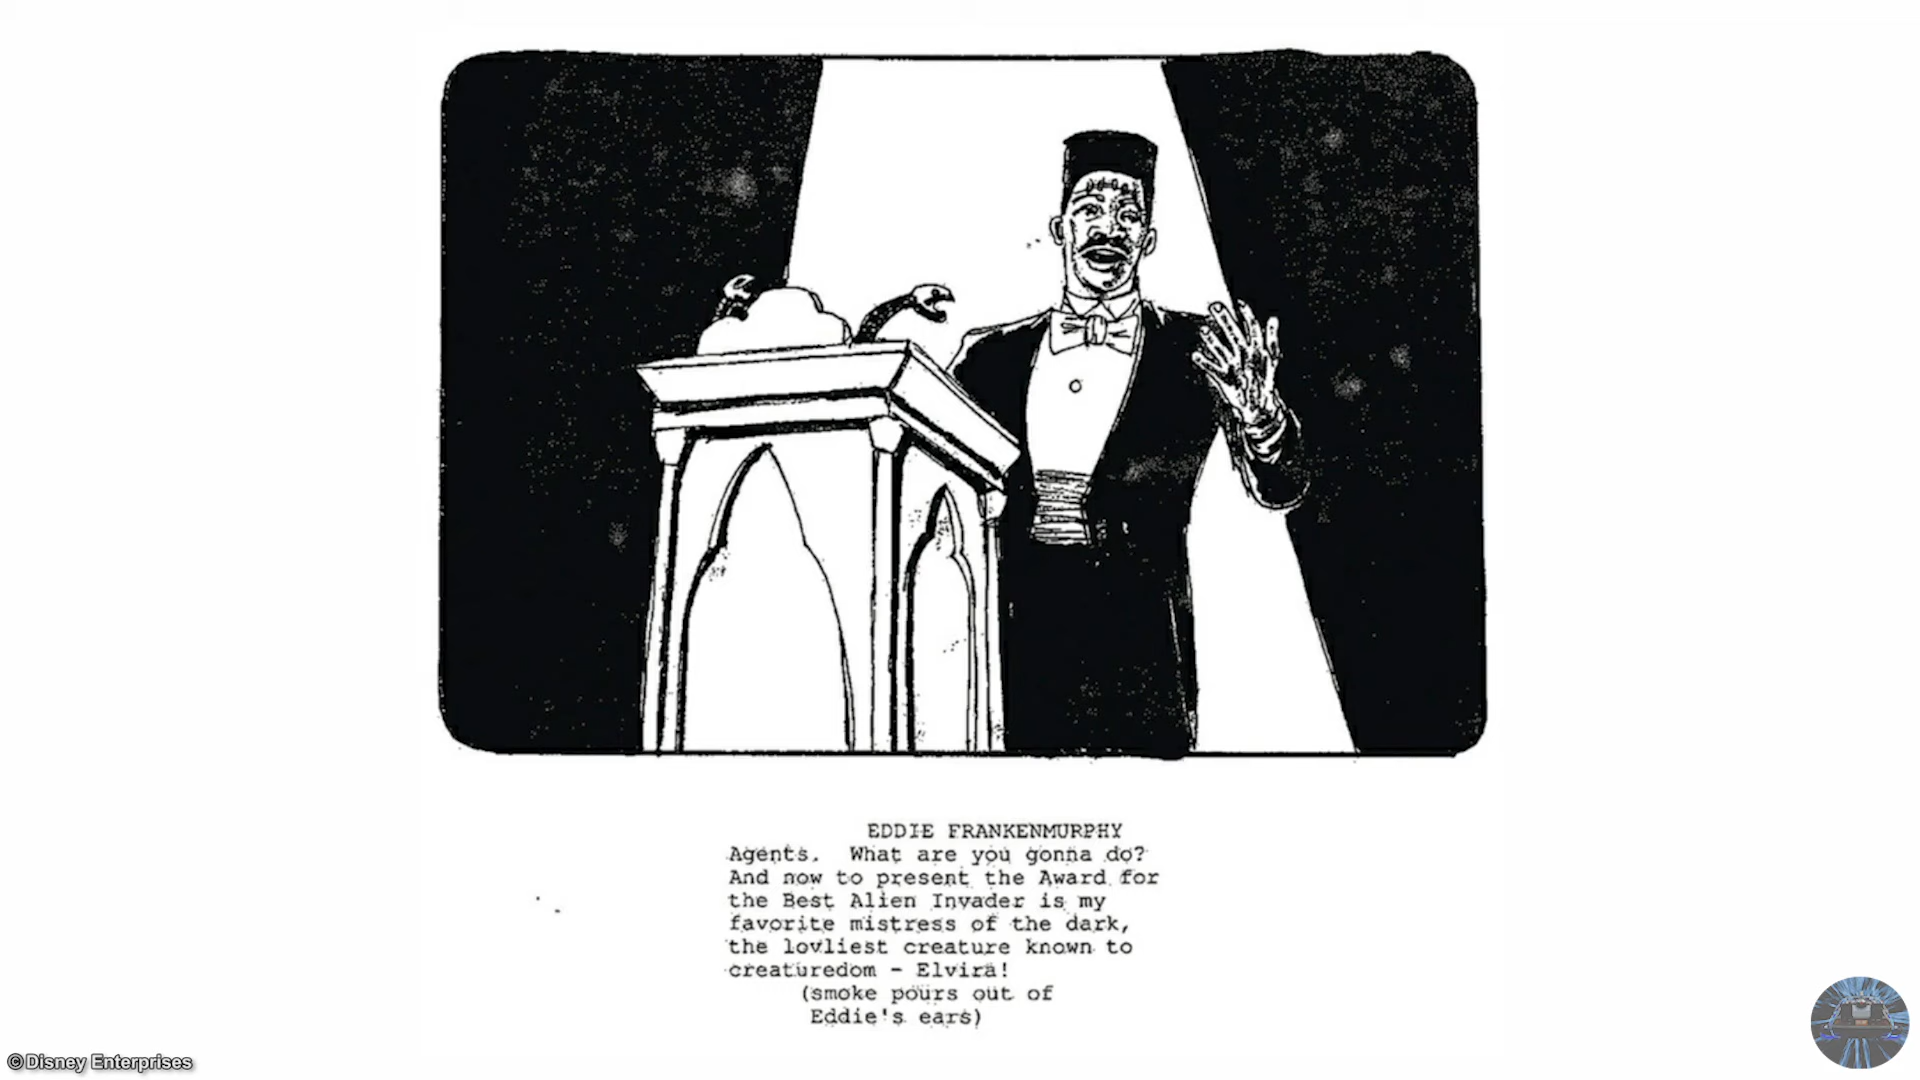 EDDIE FRANKENMURPHY
Agents. What are you gonna do?
And now to present the Award for
the Best Alien Invader is my
favorite mistress of the dark,
the lovliest creature known to
creaturedom - Elvira!
(smoke pours out of
Eddie's ears)
©Disney Enterprises